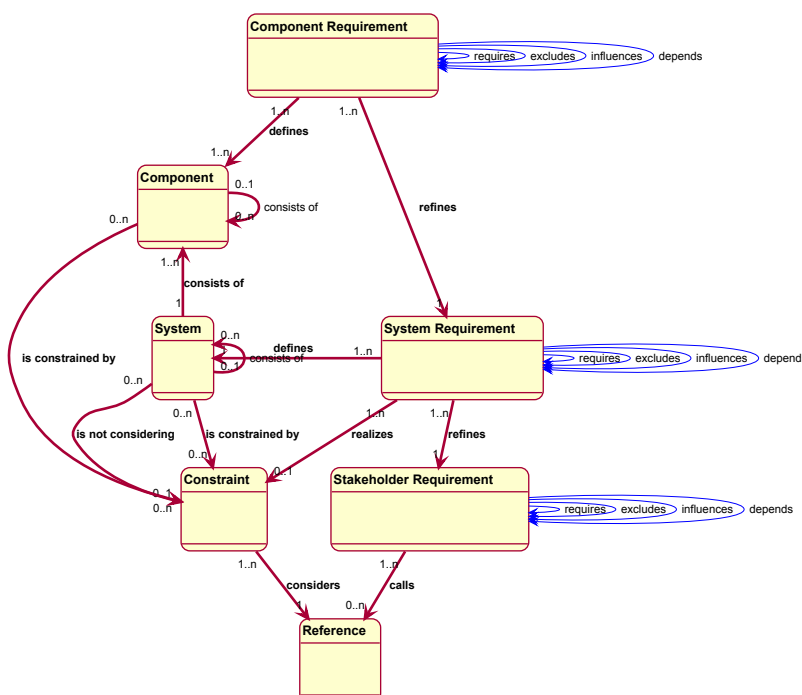 Component Requirement
requires
excludes
influences
depends
1..n
1..n
defines
1..n
Component
0..1
consists of
0..n
0..n
refines
1..n
consists of
1
1
System
System Requirement
0..n
defines
1..n
consists of
0..1
requires
excludes
influences
depend
is constrained by
0..n
0..n
1..n
1..n
is not considering
is constrained by
realizes
refines
0..n
0..1
1
Constraint
Stakeholder Requirement
0..1
0..n
requires
excludes
influences
depends
1..n
1..n
considers
calls
1
0..n
Reference